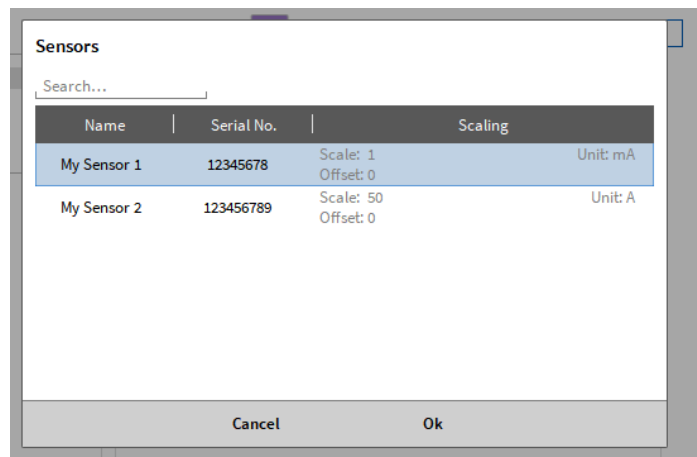 Sensors
Search...
Name Serial No. Scaling
My Sensor 1 12345678 Scale: 1 Unit: mA
Offset: 0
My Sensor 2 123456789 Scale: 50 Unit: A
Offset: 0
Cancel Ok